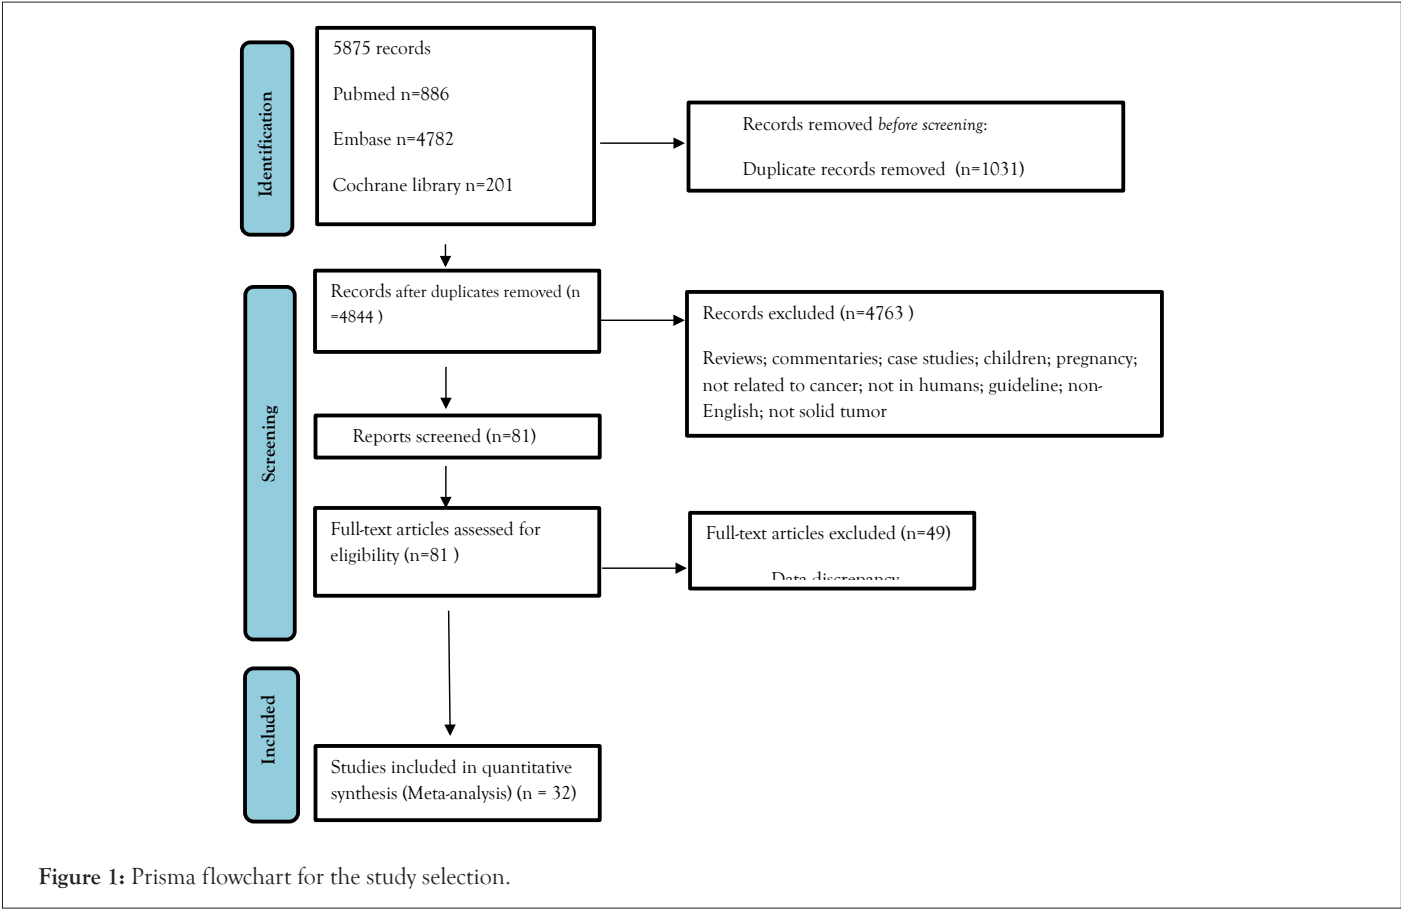 Identification
5875 records
Pubmed n=886
Embase n=4782
Cochrane library n=201
Records removed before screening:
Duplicate records removed (n=1031)
Screening
Records after duplicates removed (n
=4844 )
Records excluded (n=4763 )
Reviews; commentaries; case studies; children; pregnancy;
not related to cancer; not in humans; guideline; non-
English; not solid tumor
Reports screened (n=81)
Full-text articles assessed for
eligibility (n=81 )
Full-text articles excluded (n=49)
Data discrepancy
Included
Studies included in quantitative
synthesis (Meta-analysis) (n = 32)
Figure 1: Prisma flowchart for the study selection.